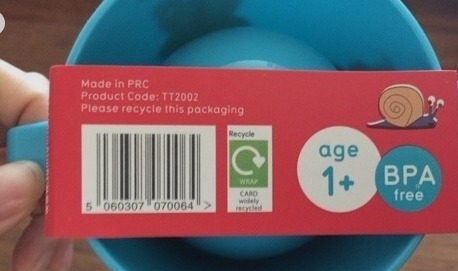 Made in PRC
Product Code: TT2002
Please recycle this packaging
Recycle
WRAP
CARD
widely
recycled
5 060307 070064 >
age
1+
BPA
free